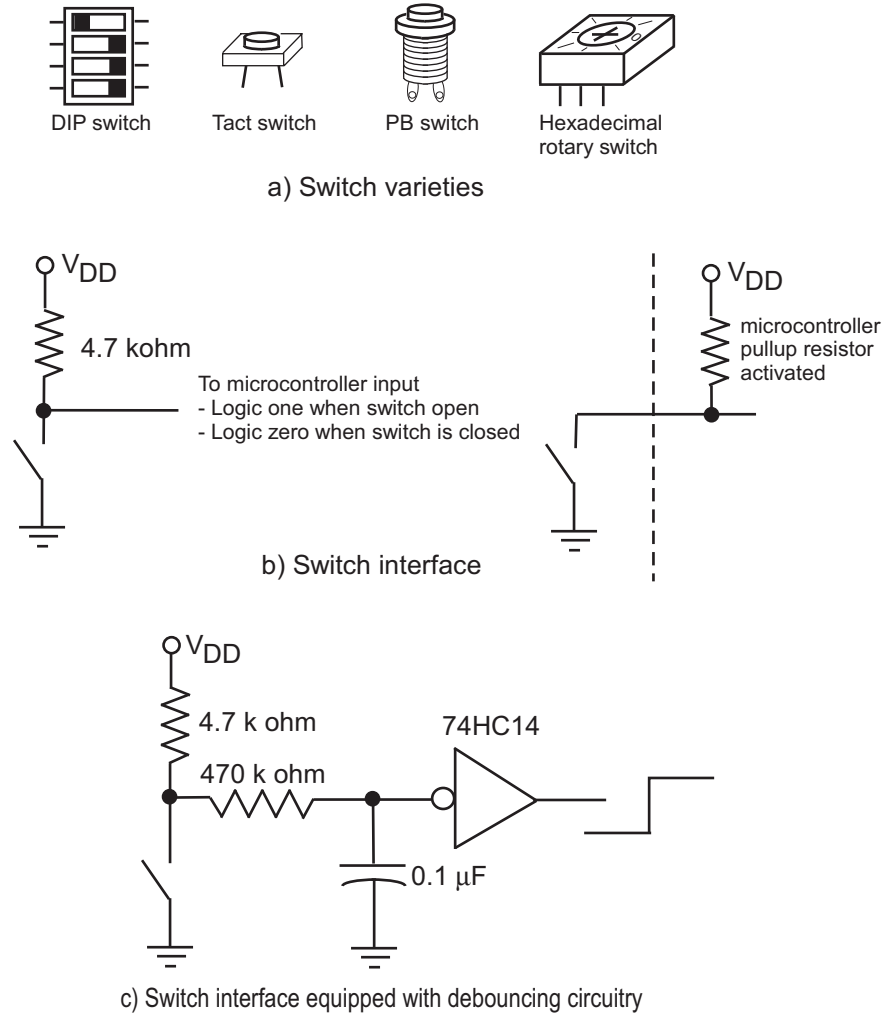 DIP switch
Tact switch
PB switch
Hexadecimal
rotary switch
a) Switch varieties
VDD
4.7 kohm
To microcontroller input
- Logic one when switch open
- Logic zero when switch is closed
VDD
microcontroller
pullup resistor
activated
b) Switch interface
VDD
4.7 k ohm
470 k ohm
74HC14
0.1 μF
c) Switch interface equipped with debouncing circuitry